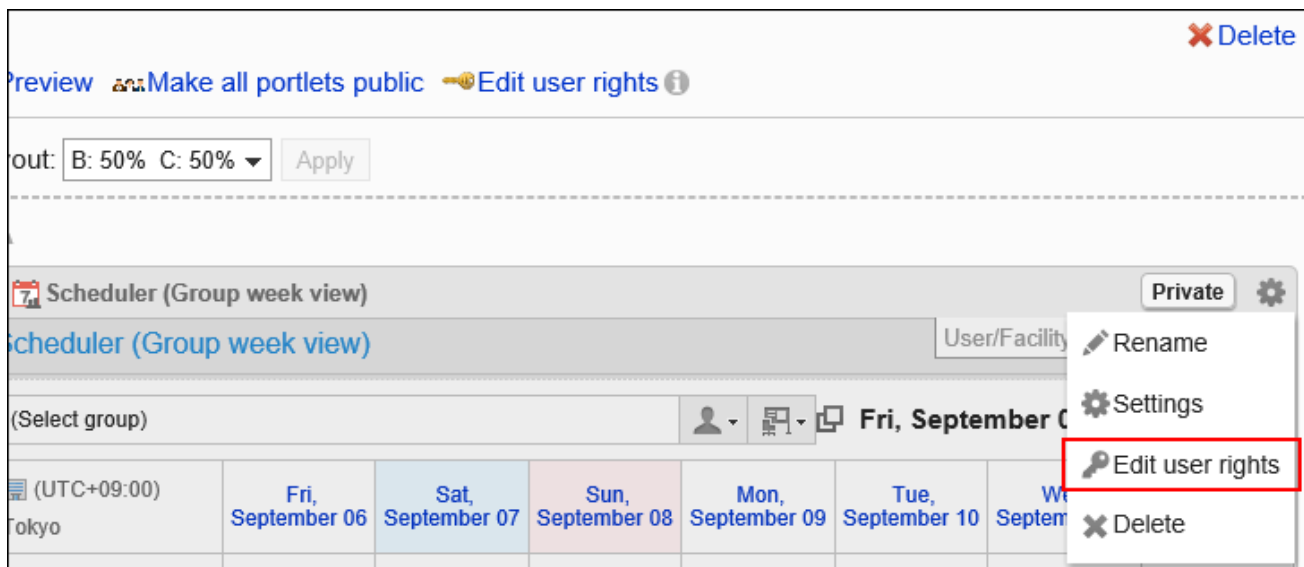 Delete
Preview Make all portlets public Edit user rights
out: B: 50% C: 50% Apply
Scheduler (Group week view) Private
Scheduler (Group week view) User/Facility
Rename
Settings
(Select group) Fri, September 0
Edit user rights
(UTC+09:00)
Tokyo
Fri,
September 06
Sat,
September 07
Sun,
September 08
Mon,
September 09
Tue,
September 10
We
Septem
Delete